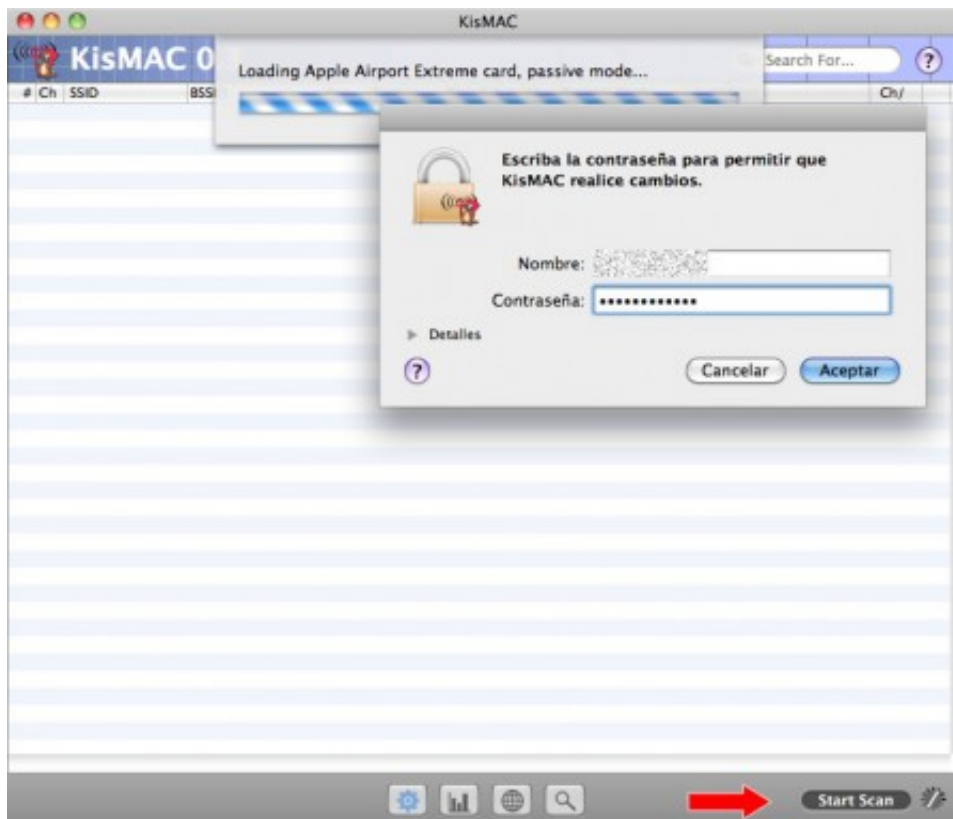 KisMAC
KisMAC 0
Loading Apple Airport Extreme card, passive mode...
Search For...
?
# Ch SSID BSSI Ch/
Escriba la contraseña para permitir que
KisMAC realice cambios.
Nombre:
Contraseña: ••••••••••••
Detalles
?
Cancelar Aceptar
Start Scan